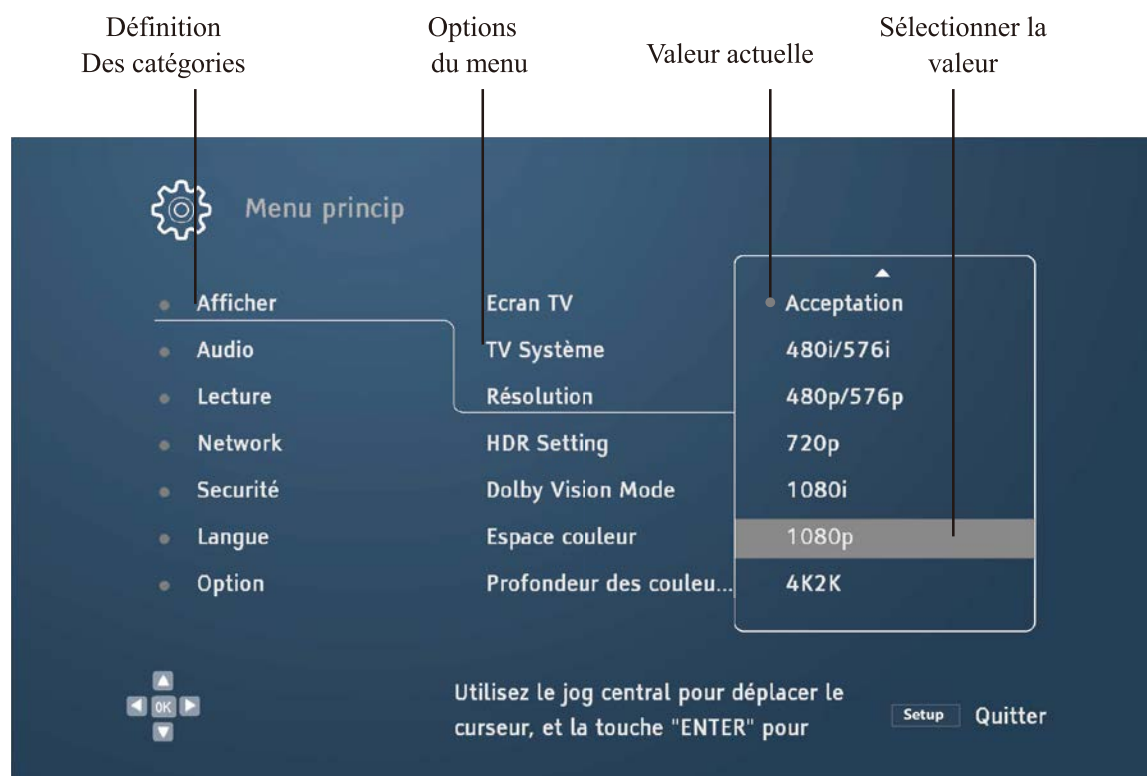 Définition
Des catégories
Options
du menu
Valeur actuelle
Sélectionner la
valeur
Menu princip
Afficher
Audio
Lecture
Network
Securité
Langue
Option
Ecran TV
TV Système
Résolution
HDR Setting
Dolby Vision Mode
Espace couleur
Profondeur des couleu...
Acceptation
480i/576i
480p/576p
720p
1080i
1080p
4K2K
OK
Utilisez le jog central pour déplacer le
curseur, et la touche "ENTER" pour
Setup Quitter